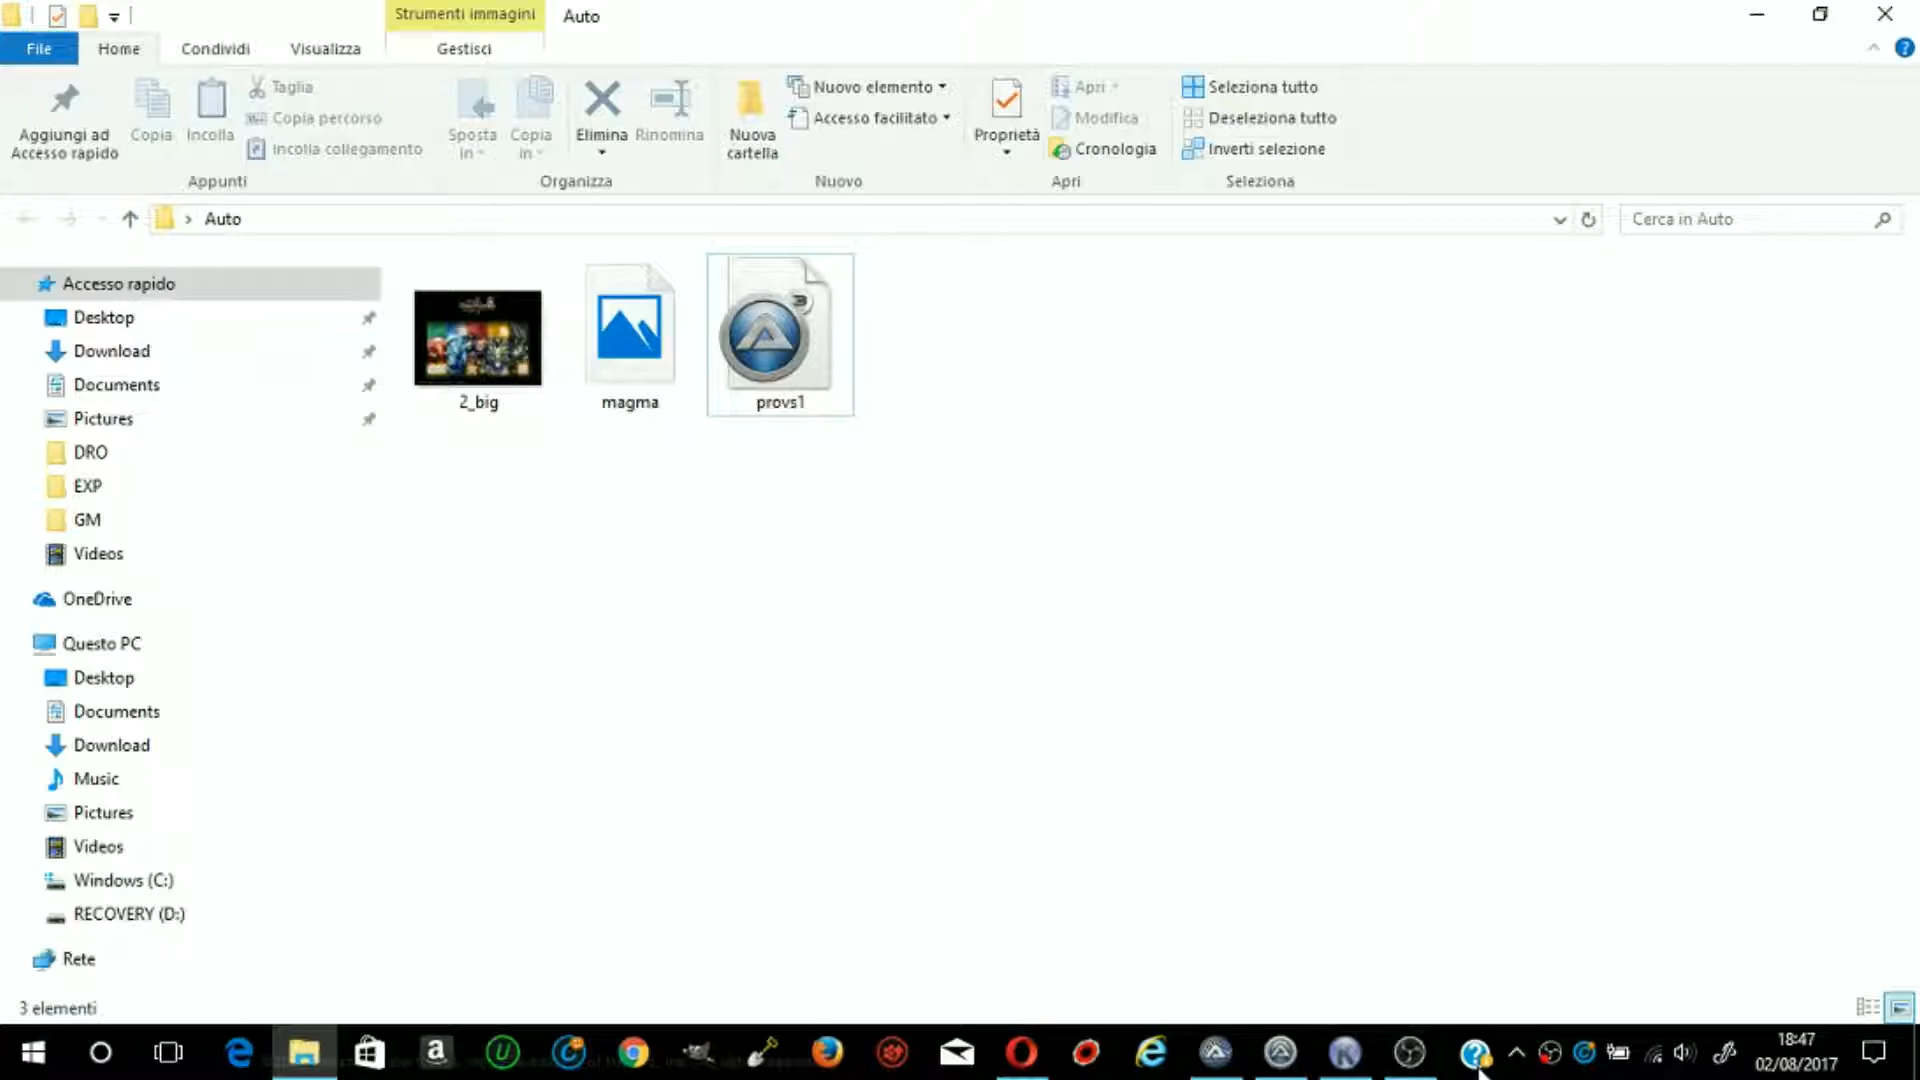 Strumenti immagini
Auto
File
Home
Condividi
Visualizza
Gestisci
Aggiungi ad
Accesso rapido
Copia
Incolla
Taglia
Copia percorso
Incolla collegamento
Appunti
Sposta
in
Copia
in
Elimina
Rinomina
Organizza
Nuova
cartella
Nuovo elemento
Accesso facilitato
Nuovo
Proprietà
Apri
Modifica
Cronologia
Apri
Seleziona tutto
Deseleziona tutto
Inverti selezione
Seleziona
Auto
Cerca in Auto
Accesso rapido
Desktop
Download
Documents
Pictures
DRO
EXP
GM
Videos
OneDrive
Questo PC
Desktop
Documents
Download
Music
Pictures
Videos
Windows (C:)
RECOVERY (D:)
Rete
2_big
magma
provs1
3 elementi
18:47
02/08/2017